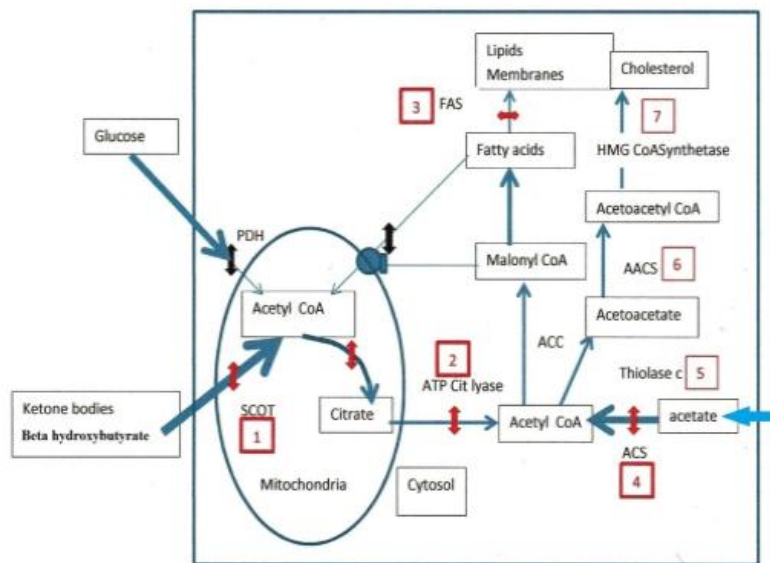 Lipids
Membranes
Cholesterol
3
FAS
7
Glucose
Fatty acids
HMG CoASynthetase
PDH
Acetoacetyl CoA
Malonyl CoA
AACS
6
Acetyl CoA
Acetoacetate
2
ACC
ATP Cit lyase
Thiolase c
5
Ketone bodies
Beta hydroxybutyrate
SCOT
1
Citrate
Acetyl CoA
acetate
ACS
4
Mitochondria
Cytosol